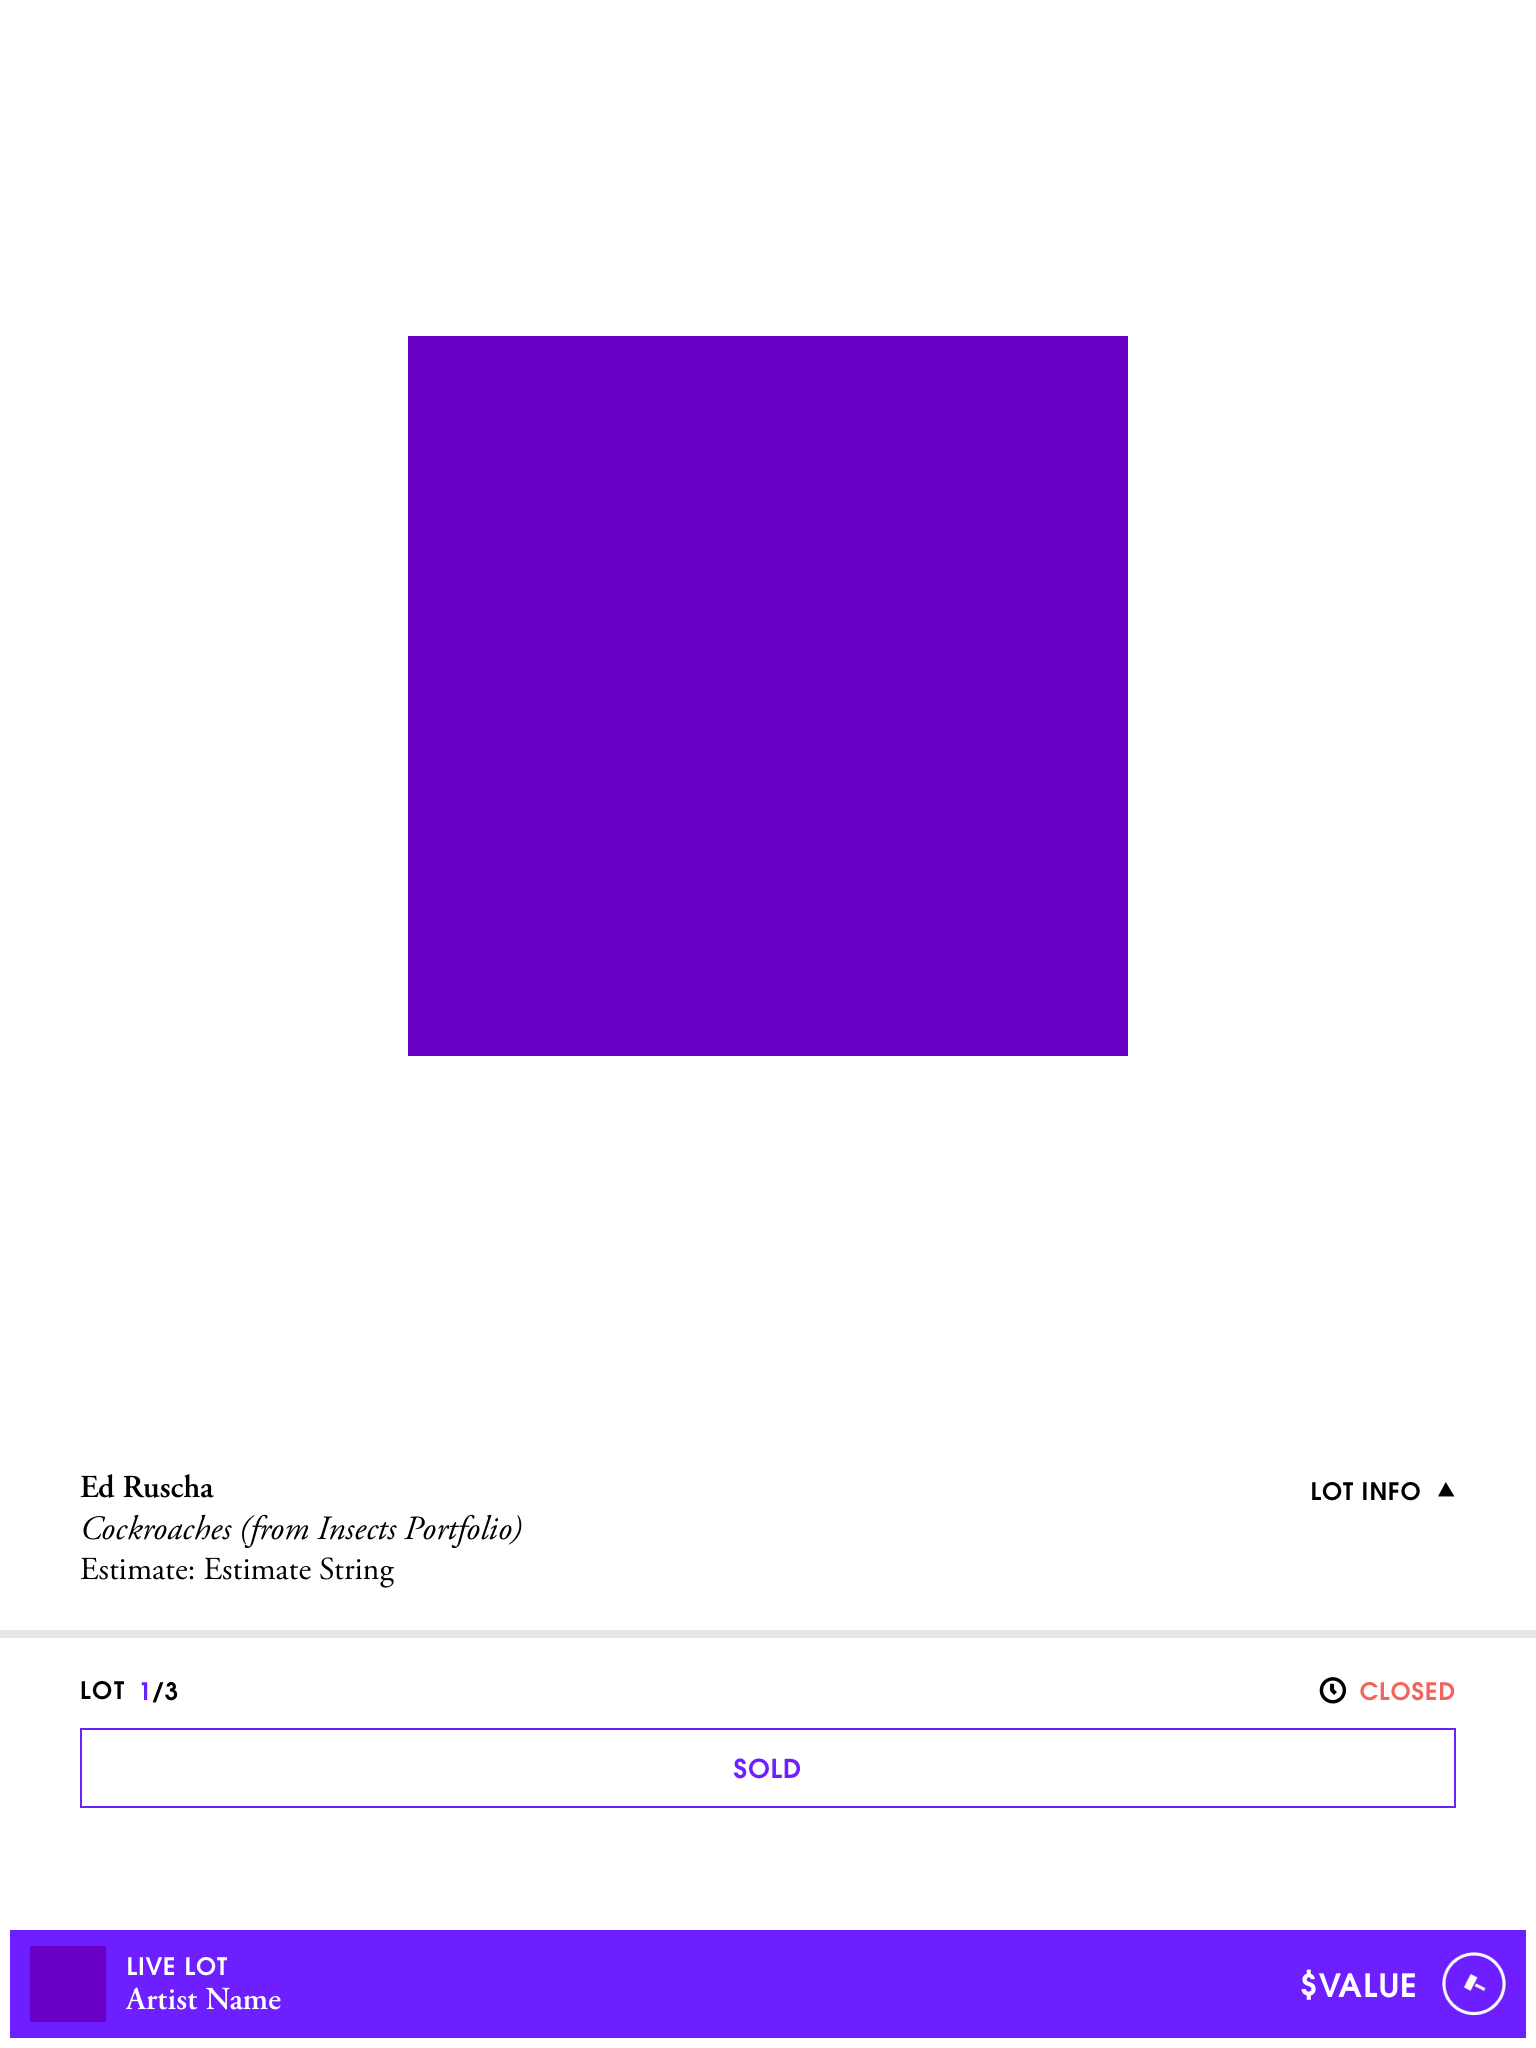 Ed Ruscha
LOT INFO
Cockroaches (from Insects Portfolio)
Estimate: Estimate String
LOT 1/3
CLOSED
SOLD
LIVE LOT
Artist Name
$VALUE